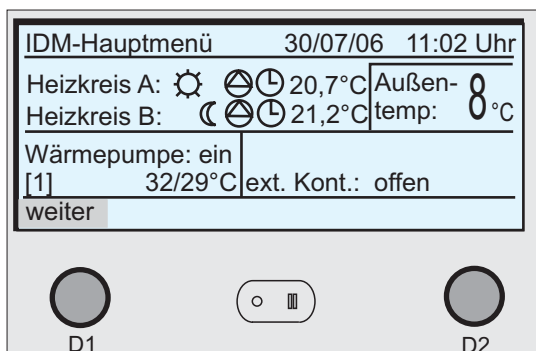 IDM-Hauptmenü 30/07/06 11:02 Uhr
Heizkreis A: 20,7°C Außen-
Heizkreis B: 21,2°C temp: 8 °C
Wärmepumpe: ein
[1] 32/29°C ext. Kont.: offen
weiter
D1 D2